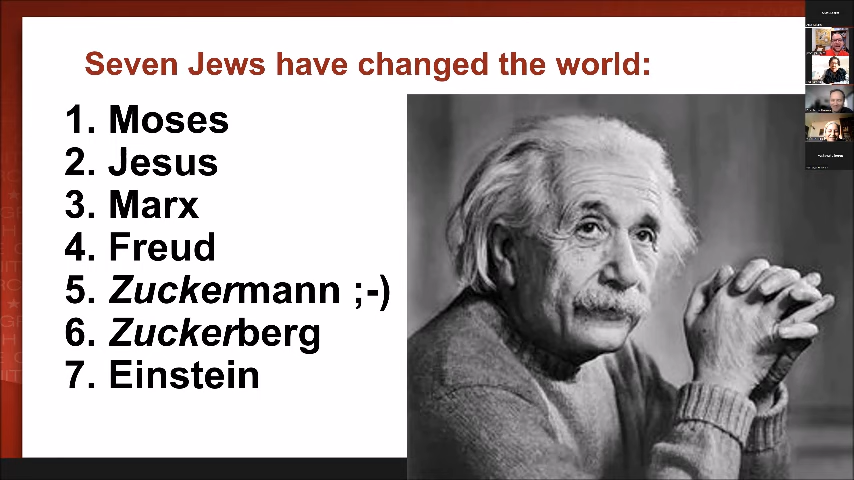 Seven Jews have changed the world:
1. Moses
2. Jesus
3. Marx
4. Freud
5. Zuckermann ;-)
6. Zuckerberg
7. Einstein